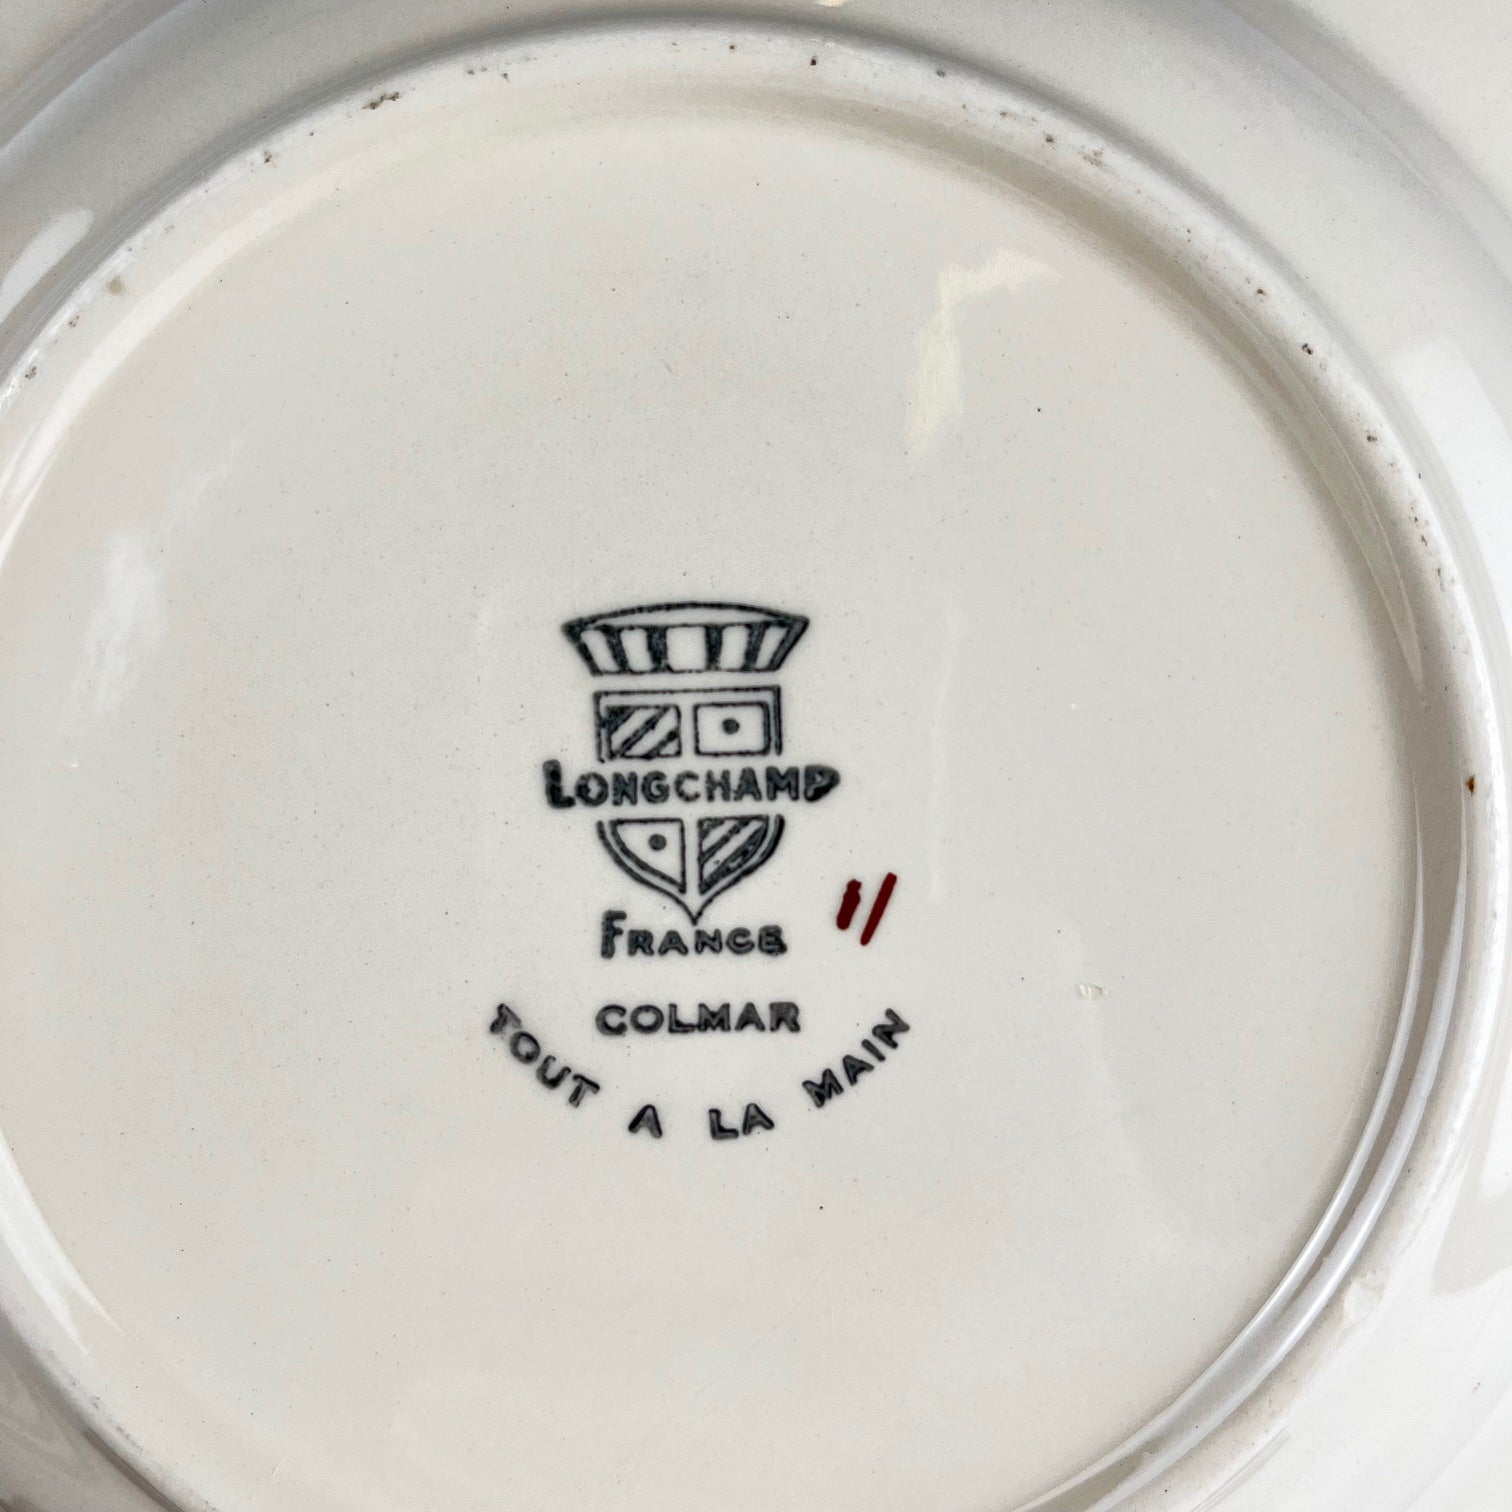 LONGCHAMP
FRANCE
COLMAR
TOUT A LA MAIN